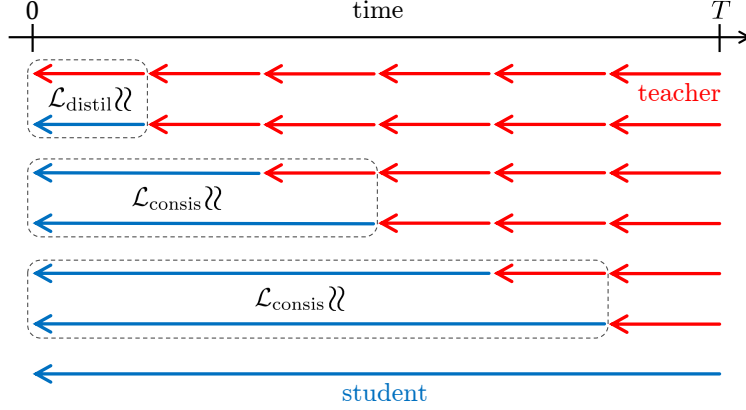 0 time T
ℒ_distil ≀≀
teacher
ℒ_consis ≀≀
ℒ_consis ≀≀
student